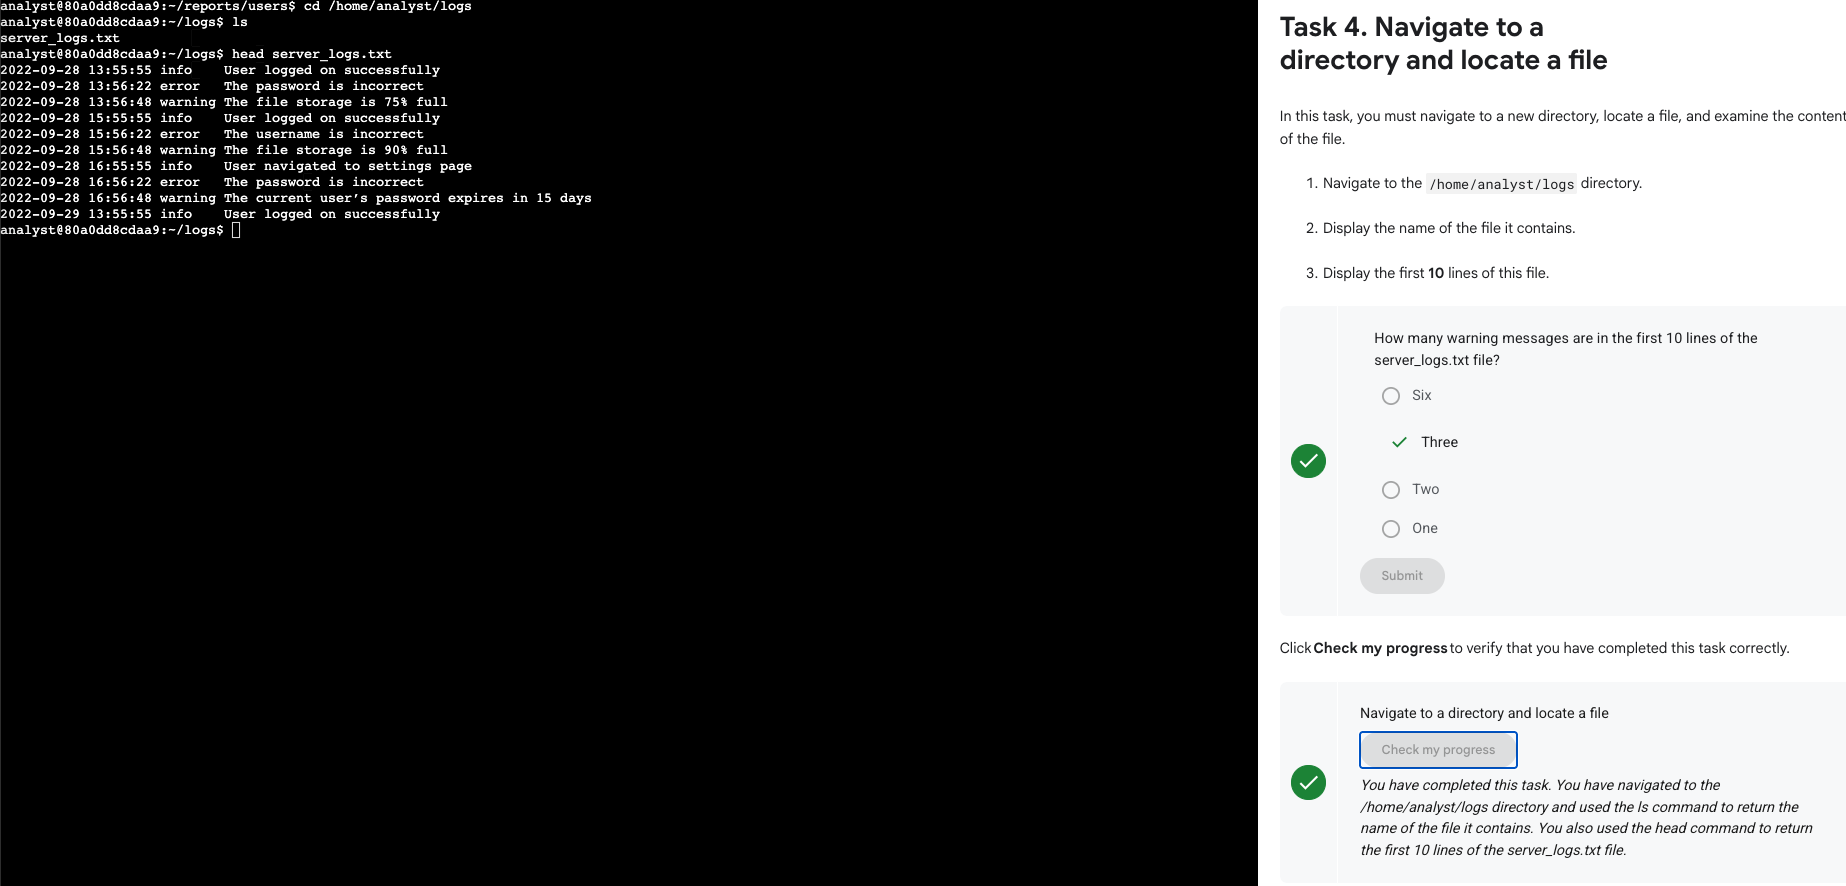 analyst@80a0dd8cdaa9:~/reports/users$ cd /home/analyst/logs
analyst@80a0dd8cdaa9:~/logs$ ls
server_logs.txt
analyst@80a0dd8cdaa9:~/logs$ head server_logs.txt
2022-09-28 13:55:55 info    User logged on successfully
2022-09-28 13:56:22 error   The password is incorrect
2022-09-28 13:56:48 warning The file storage is 75% full
2022-09-28 15:55:55 info    User logged on successfully
2022-09-28 15:56:22 error   The username is incorrect
2022-09-28 15:56:48 warning The file storage is 90% full
2022-09-28 16:55:55 info    User navigated to settings page
2022-09-28 16:56:22 error   The password is incorrect
2022-09-28 16:56:48 warning The current user’s password expires in 15 days
2022-09-29 13:55:55 info    User logged on successfully
analyst@80a0dd8cdaa9:~/logs$
Task 4. Navigate to a
directory and locate a file
In this task, you must navigate to a new directory, locate a file, and examine the content
of the file.
1. Navigate to the /home/analyst/logs directory.
2. Display the name of the file it contains.
3. Display the first 10 lines of this file.
How many warning messages are in the first 10 lines of the
server_logs.txt file?
Six
Three
Two
One
Submit
Click Check my progress to verify that you have completed this task correctly.
Navigate to a directory and locate a file
Check my progress
You have completed this task. You have navigated to the
/home/analyst/logs directory and used the ls command to return the
name of the file it contains. You also used the head command to return
the first 10 lines of the server_logs.txt file.